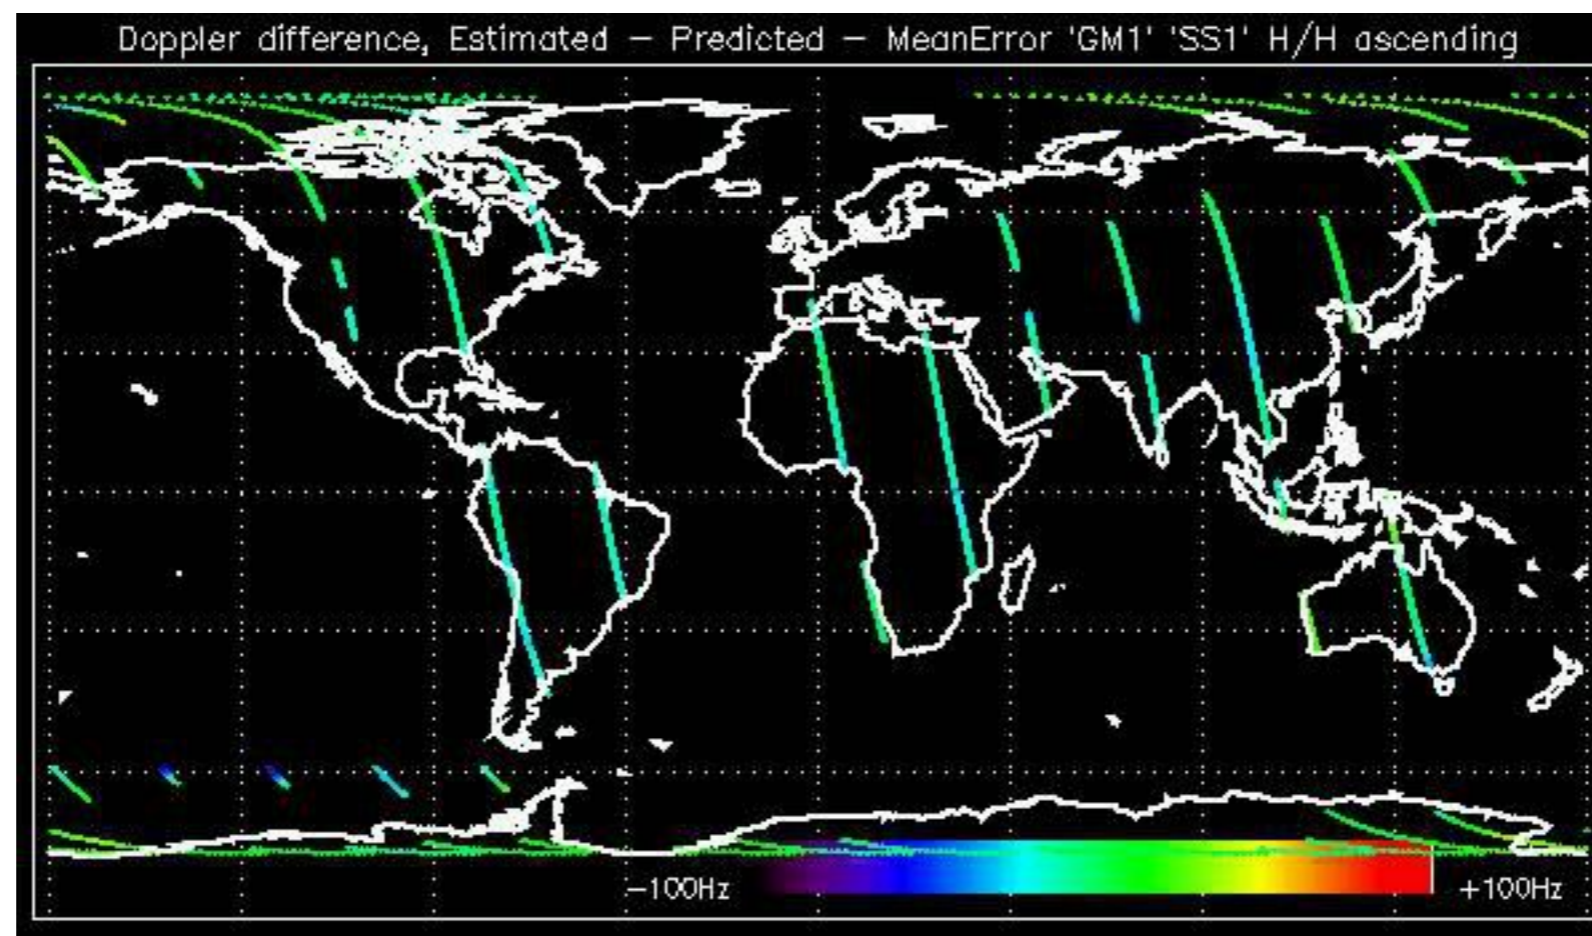 Doppler difference, Estimated – Predicted – MeanError 'GM1' 'SS1' H/H ascending
-100Hz
+100Hz